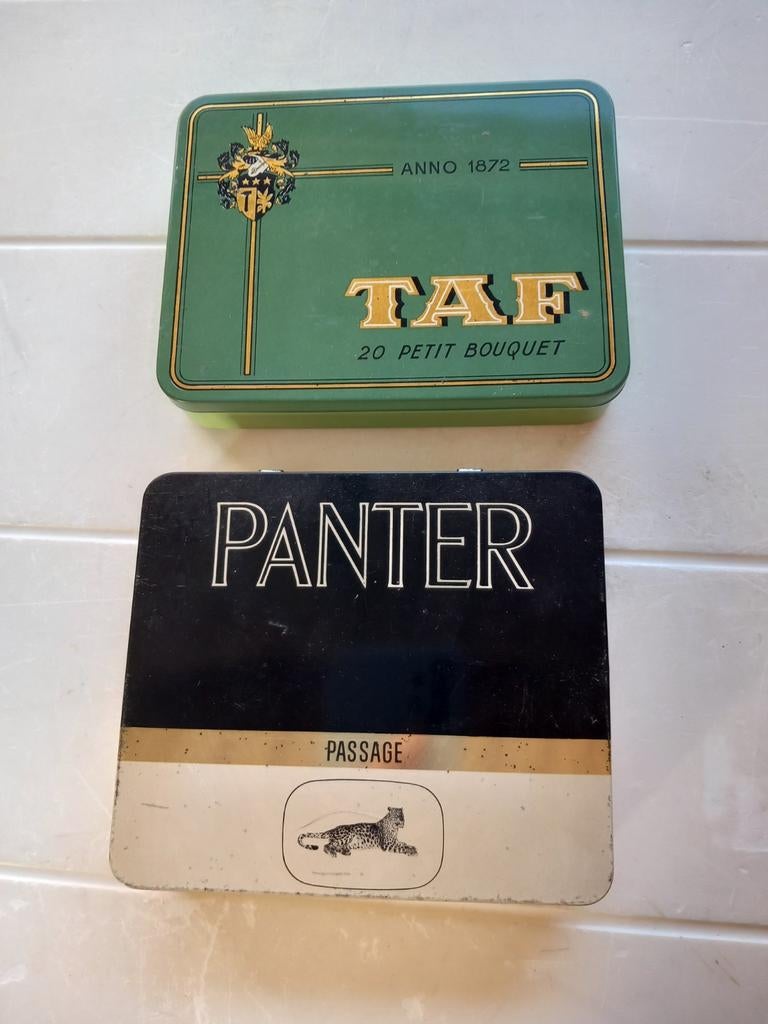 ANNO 1872
T
TAF
20 PETIT BOUQUET
PANTER
PASSAGE